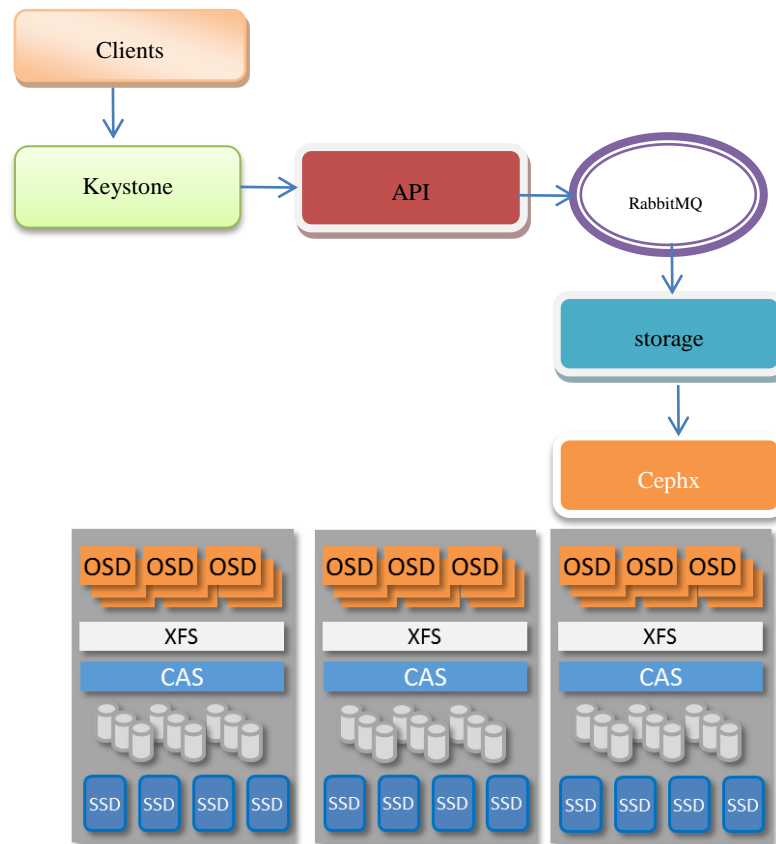 Clients
Keystone
API
RabbitMQ
storage
Cephx
OSD OSD OSD
XFS
CAS
SSD SSD SSD SSD
OSD OSD OSD
XFS
CAS
SSD SSD SSD SSD
OSD OSD OSD
XFS
CAS
SSD SSD SSD SSD